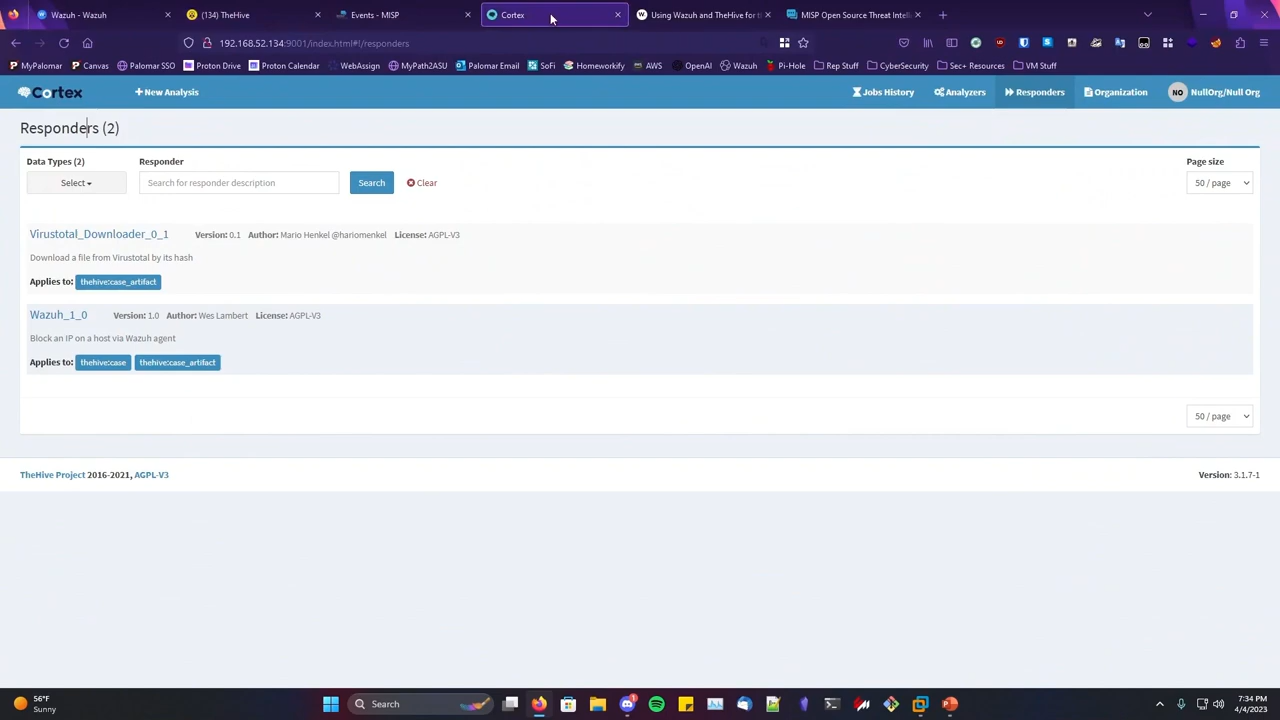 Wazuh - Wazuh
(134) TheHive
Events - MISP
Cortex
Using Wazuh and TheHive for t
MISP Open Source Threat Intel
192.168.52.134:9001/index.html#!/responders
MyPalomar
Canvas
Palomar SSO
Proton Drive
Proton Calendar
WebAssign
MyPath2ASU
Palomar Email
SoFi
Homeworkify
AWS
OpenAI
Wazuh
Pi-Hole
Rep Stuff
CyberSecurity
Sec+ Resources
VM Stuff
Cortex
+ New Analysis
Jobs History
Analyzers
Responders
Organization
NO
NullOrg/Null Org
Responders (2)
Data Types (2)
Responder
Page size
Select
Search for responder description
Search
Clear
50 / page
Virustotal_Downloader_0_1 Version: 0.1 Author: Mario Henkel @hariomenkel License: AGPL-V3
Download a file from Virustotal by its hash
Applies to: thehive:case_artifact
Wazuh_1_0 Version: 1.0 Author: Wes Lambert License: AGPL-V3
Block an IP on a host via Wazuh agent
Applies to: thehive:case thehive:case_artifact
50 / page
TheHive Project 2016-2021, AGPL-V3
Version: 3.1.7-1
56°F
Sunny
Search
7:34 PM
4/4/2023